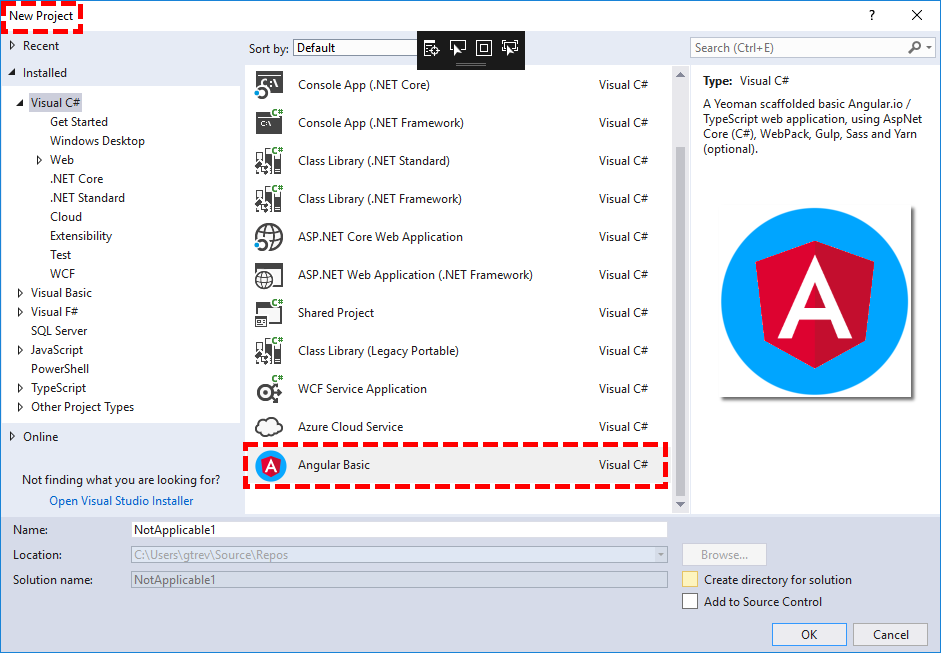 New Project
?
Recent
Installed
Visual C#
Get Started
Windows Desktop
Web
.NET Core
.NET Standard
Cloud
Extensibility
Test
WCF
Visual Basic
Visual F#
SQL Server
JavaScript
PowerShell
TypeScript
Other Project Types
Online
Not finding what you are looking for?
Open Visual Studio Installer
Sort by: Default
Console App (.NET Core) Visual C#
Console App (.NET Framework) Visual C#
Class Library (.NET Standard) Visual C#
Class Library (.NET Framework) Visual C#
ASP.NET Core Web Application Visual C#
ASP.NET Web Application (.NET Framework) Visual C#
Shared Project Visual C#
Class Library (Legacy Portable) Visual C#
WCF Service Application Visual C#
Azure Cloud Service Visual C#
Angular Basic Visual C#
Search (Ctrl+E)
Type: Visual C#
A Yeoman scaffolded basic Angular.io /
TypeScript web application, using AspNet
Core (C#), WebPack, Gulp, Sass and Yarn
(optional).
A
Name: NotApplicable1
Location: C:\Users\gtrev\Source\Repos
Browse...
Solution name: NotApplicable1
Create directory for solution
Add to Source Control
OK
Cancel